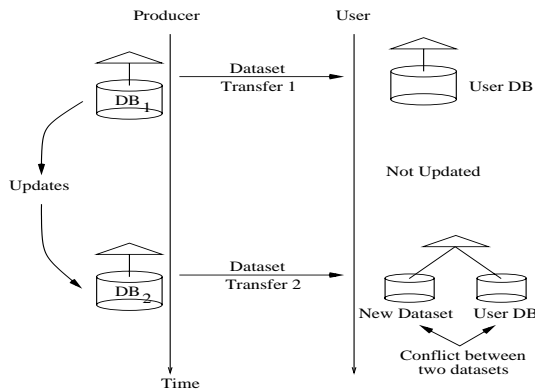 Producer
User
Dataset
Transfer 1
DB1
User DB
Updates
Not Updated
Dataset
Transfer 2
DB2
New Dataset
User DB
Conflict between
two datasets
Time